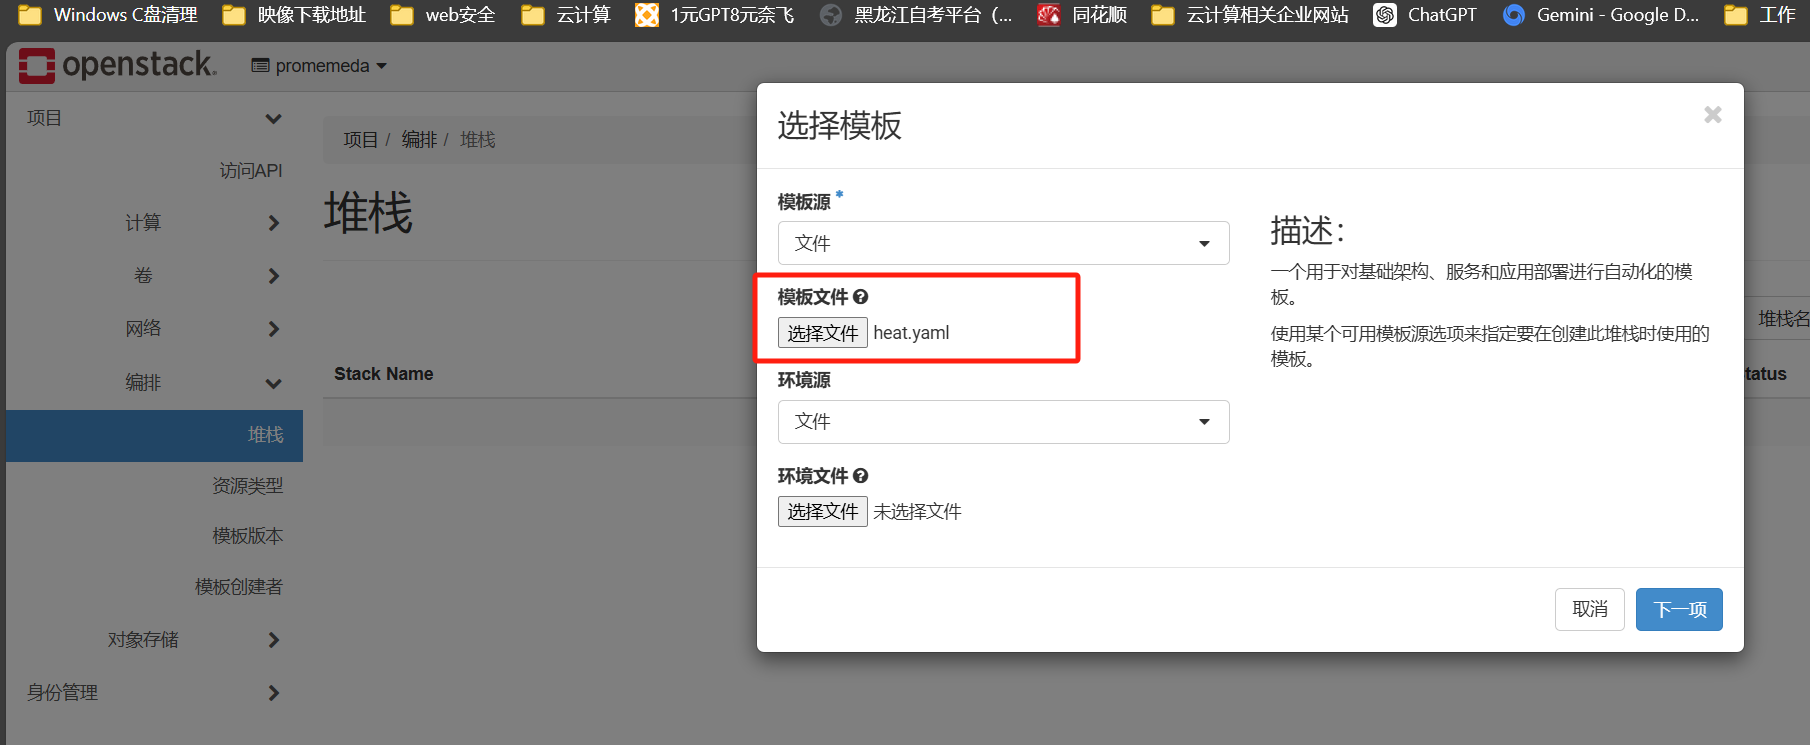 Windows C盘清理
映像下载地址
web安全
云计算
1元GPT8元奈飞
黑龙江自考平台（...
同花顺
云计算相关企业网站
ChatGPT
Gemini - Google D...
工作
openstack.
promemeda
项目
访问API
计算
卷
网络
编排
堆栈
资源类型
模板版本
模板创建者
对象存储
身份管理
项目 / 编排 / 堆栈
堆栈
堆栈名
Stack Name
tatus
选择模板
模板源 *
文件
模板文件
选择文件 heat.yaml
环境源
文件
环境文件
选择文件 未选择文件
描述：
一个用于对基础架构、服务和应用部署进行自动化的模
板。
使用某个可用模板源选项来指定要在创建此堆栈时使用的
模板。
取消
下一项